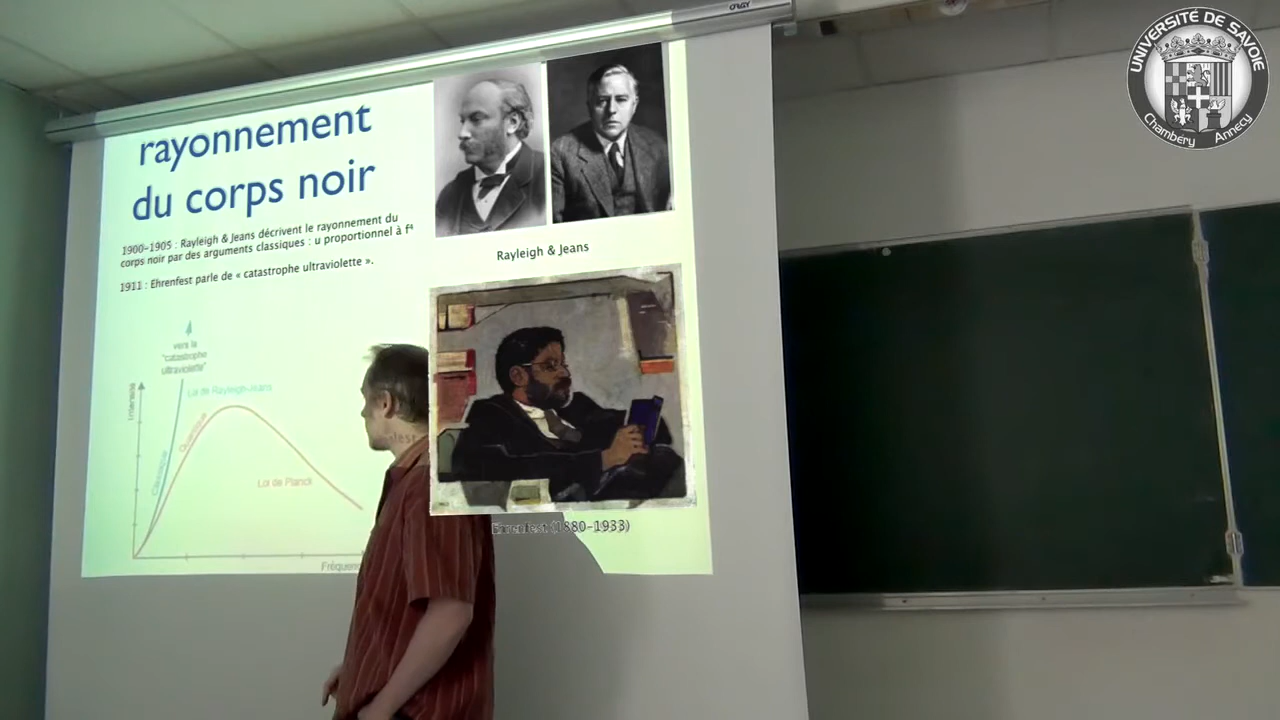 ORAY
UNIVERSITÉ DE SAVOIE
Chambéry Annecy
rayonnement
du corps noir
1900-1905 : Rayleigh & Jeans décrivent le rayonnement du
corps noir par des arguments classiques : u proportionnel à f⁴
1911 : Ehrenfest parle de « catastrophe ultraviolette ».
Rayleigh & Jeans
vers la
"catastrophe
ultraviolette"
Intensité
Loi de Rayleigh-Jeans
Classique
Quantique
Loi de Planck
Ehrenfest (1880-1933)